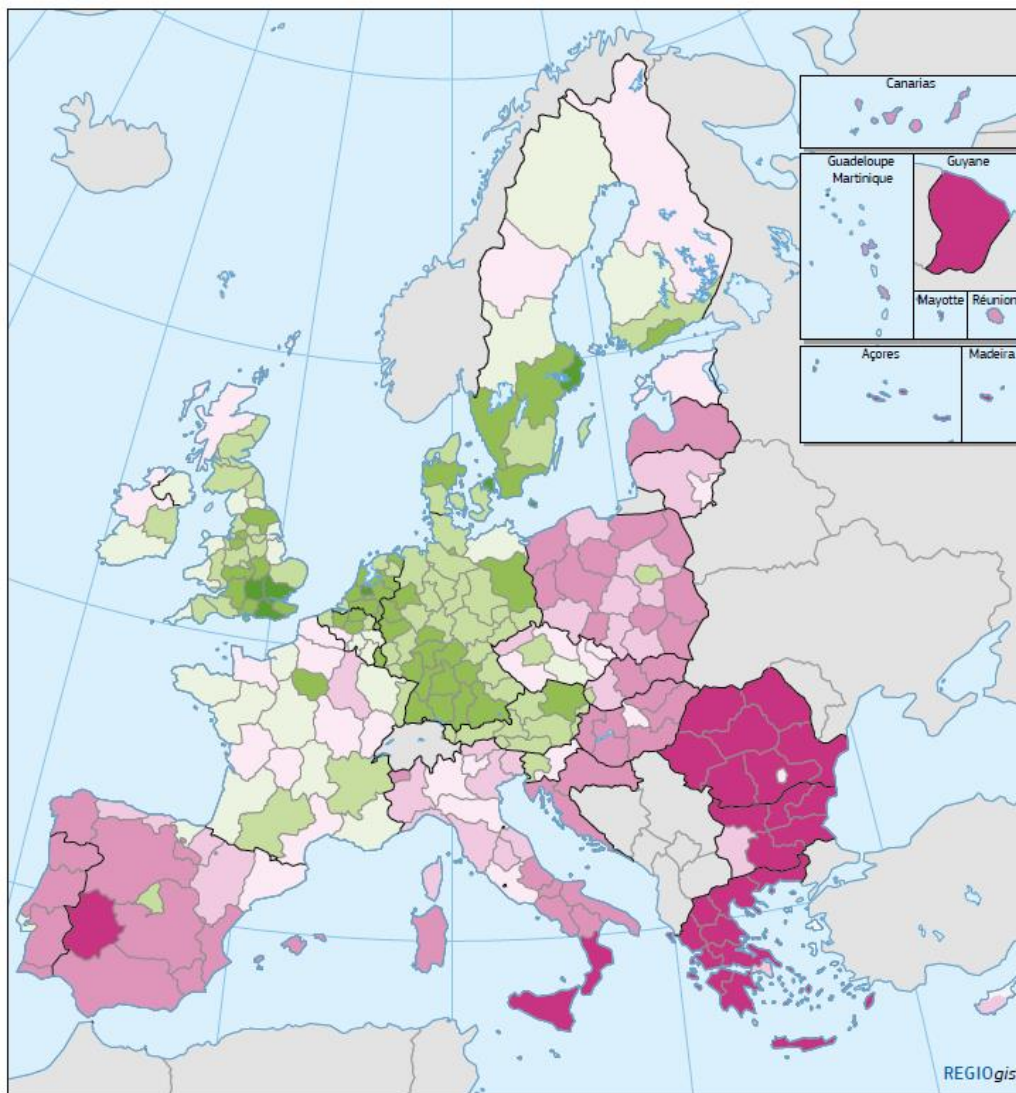 Canarias
Guadeloupe
Martinique
Guyane
Mayotte
Réunion
Açores
Madeira
REGIOgis